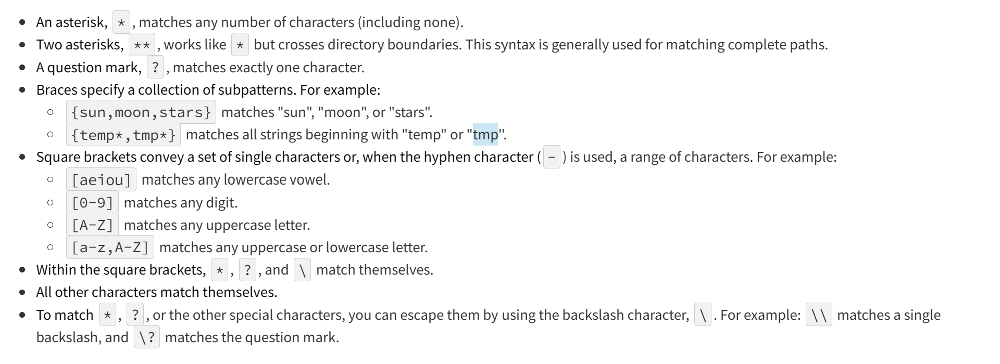 An asterisk, *, matches any number of characters (including none).
Two asterisks, **, works like * but crosses directory boundaries. This syntax is generally used for matching complete paths.
A question mark, ?, matches exactly one character.
Braces specify a collection of subpatterns. For example:
{sun,moon,stars} matches "sun", "moon", or "stars".
{temp*,tmp*} matches all strings beginning with "temp" or "tmp".
Square brackets convey a set of single characters or, when the hyphen character (-) is used, a range of characters. For example:
[aeiou] matches any lowercase vowel.
[0-9] matches any digit.
[A-Z] matches any uppercase letter.
[a-z,A-Z] matches any uppercase or lowercase letter.
Within the square brackets, *, ?, and \ match themselves.
All other characters match themselves.
To match *, ?, or the other special characters, you can escape them by using the backslash character, \. For example: \\ matches a single
backslash, and \? matches the question mark.